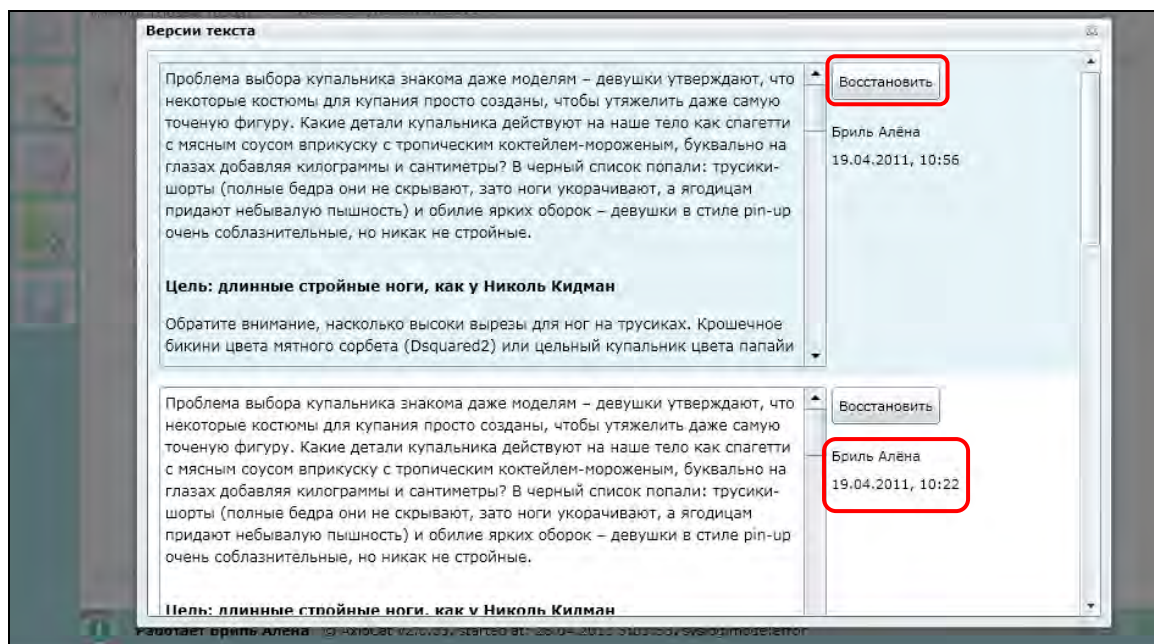 Версии текста
Проблема выбора купальника знакома даже моделям – девушки утверждают, что
некоторые костюмы для купания просто созданы, чтобы утяжелить даже самую
точеную фигуру. Какие детали купальника действуют на наше тело как спагетти
с мясным соусом вприкуску с тропическим коктейлем-мороженым, буквально на
глазах добавляя килограммы и сантиметры? В черный список попали: трусики-
шорты (полные бедра они не скрывают, зато ноги укорачивают, а ягодицам
придают небывалую пышность) и обилие ярких оборок – девушки в стиле pin-up
очень соблазнительные, но никак не стройные.
Цель: длинные стройные ноги, как у Николь Кидман
Обратите внимание, насколько высоки вырезы для ног на трусиках. Крошечное
бикини цвета мятного сорбета (Dsquared2) или цельный купальник цвета папайи
Восстановить
Бриль Алёна
19.04.2011, 10:56
Проблема выбора купальника знакома даже моделям – девушки утверждают, что
некоторые костюмы для купания просто созданы, чтобы утяжелить даже самую
точеную фигуру. Какие детали купальника действуют на наше тело как спагетти
с мясным соусом вприкуску с тропическим коктейлем-мороженым, буквально на
глазах добавляя килограммы и сантиметры? В черный список попали: трусики-
шорты (полные бедра они не скрывают, зато ноги укорачивают, а ягодицам
придают небывалую пышность) и обилие ярких оборок – девушки в стиле pin-up
очень соблазнительные, но никак не стройные.
Цель: длинные стройные ноги, как у Николь Кидман
Восстановить
Бриль Алёна
19.04.2011, 10:22
Работает Бриль Алёна